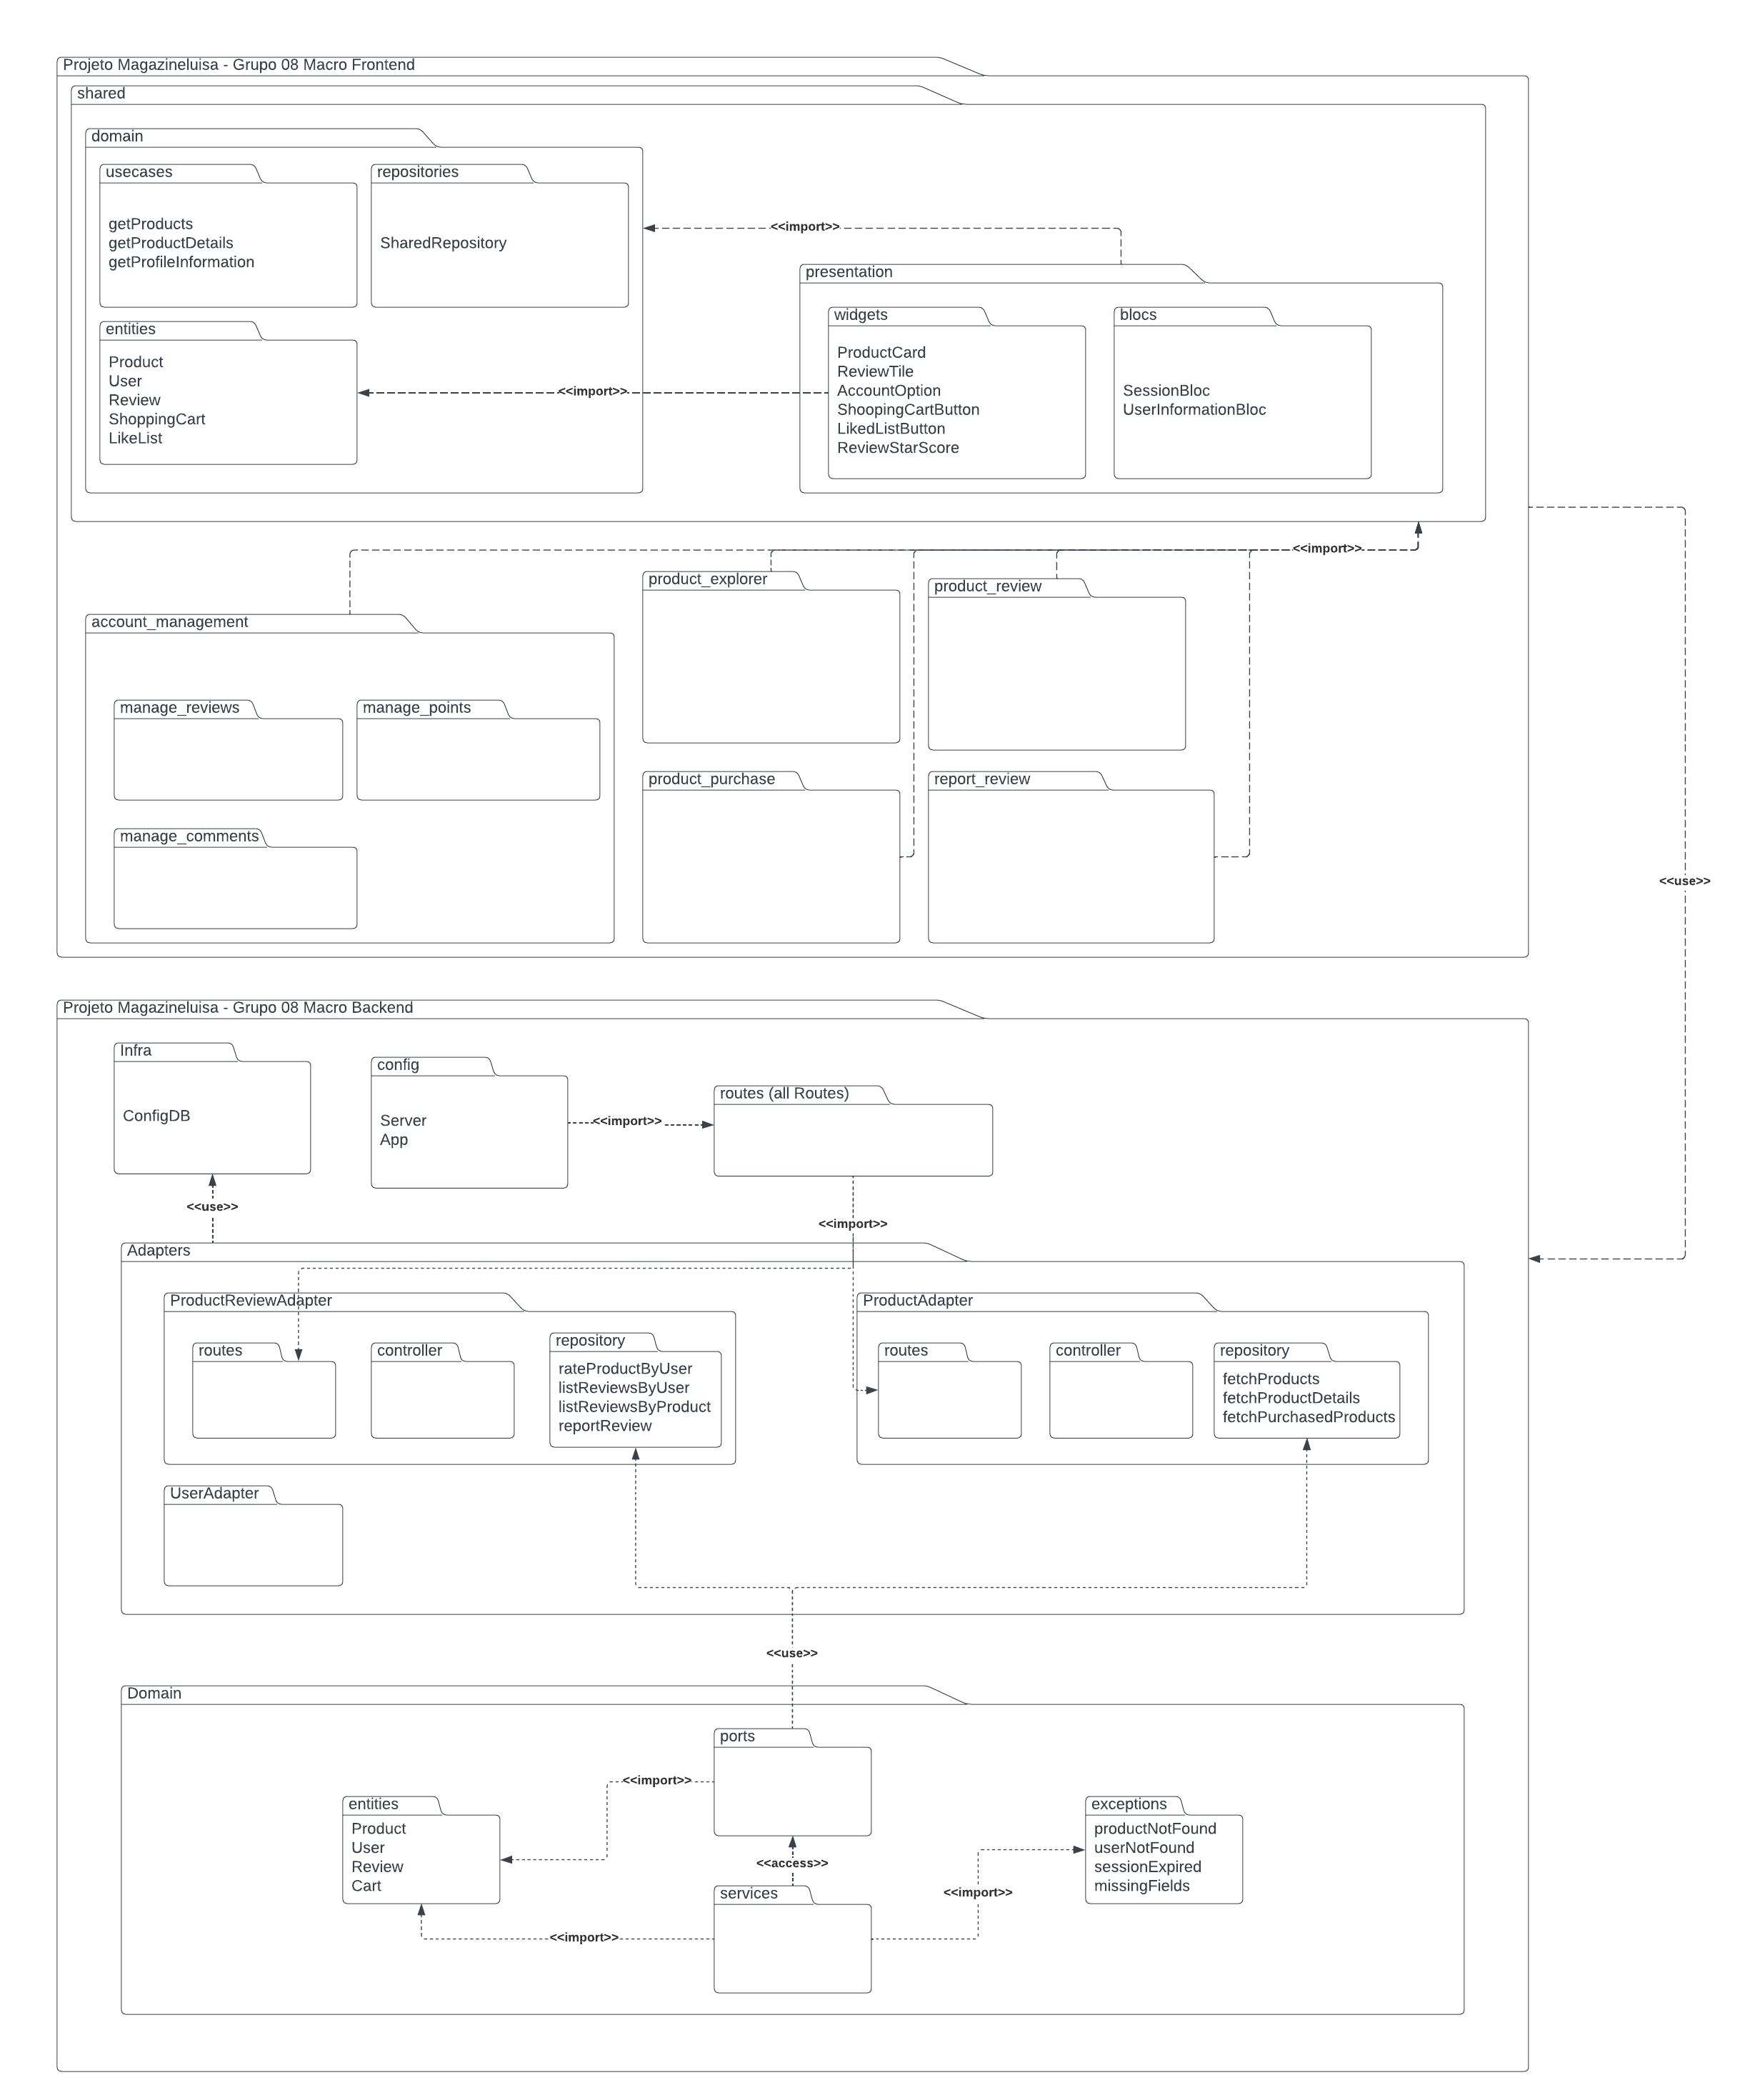 Projeto Magazineluisa - Grupo 08 Macro Frontend
shared
domain
usecases
getProducts
getProductDetails
getProfileInformation
repositories
SharedRepository
entities
Product
User
Review
ShoppingCart
LikeList
<<import>>
<<import>>
presentation
widgets
ProductCard
ReviewTile
AccountOption
ShoopingCartButton
LikedListButton
ReviewStarScore
blocs
SessionBloc
UserInformationBloc
<<import>>
account_management
manage_reviews
manage_points
manage_comments
product_explorer
product_review
product_purchase
report_review
<<use>>
Projeto Magazineluisa - Grupo 08 Macro Backend
Infra
ConfigDB
config
Server
App
<<import>>
routes (all Routes)
<<use>>
<<import>>
Adapters
ProductReviewAdapter
routes
controller
repository
rateProductByUser
listReviewsByUser
listReviewsByProduct
reportReview
ProductAdapter
routes
controller
repository
fetchProducts
fetchProductDetails
fetchPurchasedProducts
UserAdapter
<<use>>
Domain
ports
<<import>>
entities
Product
User
Review
Cart
exceptions
productNotFound
userNotFound
sessionExpired
missingFields
<<access>>
services
<<import>>
<<import>>